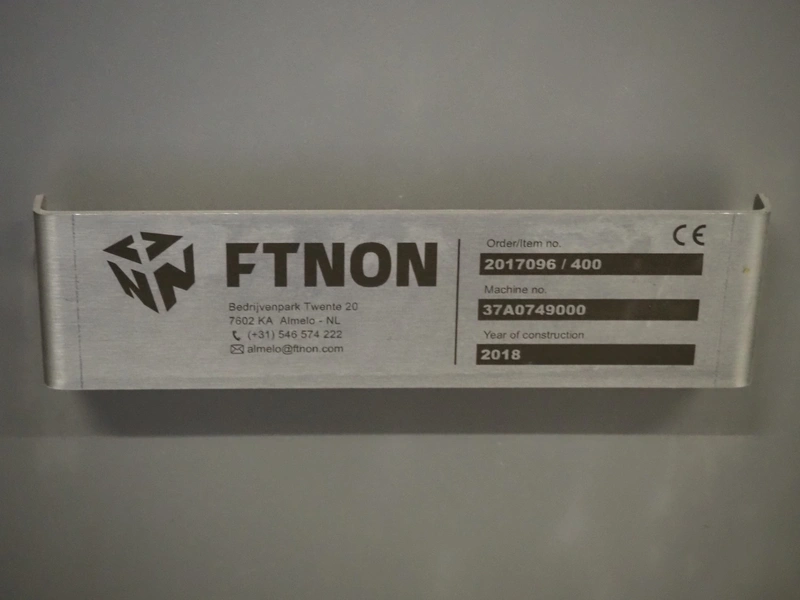 FTNON
Bedrijvenpark Twente 20
7602 KA Almelo - NL
(+31) 546 574 222
almelo@ftnon.com
CE
Order/Item no.
2017096 / 400
Machine no.
37A0749000
Year of construction
2018